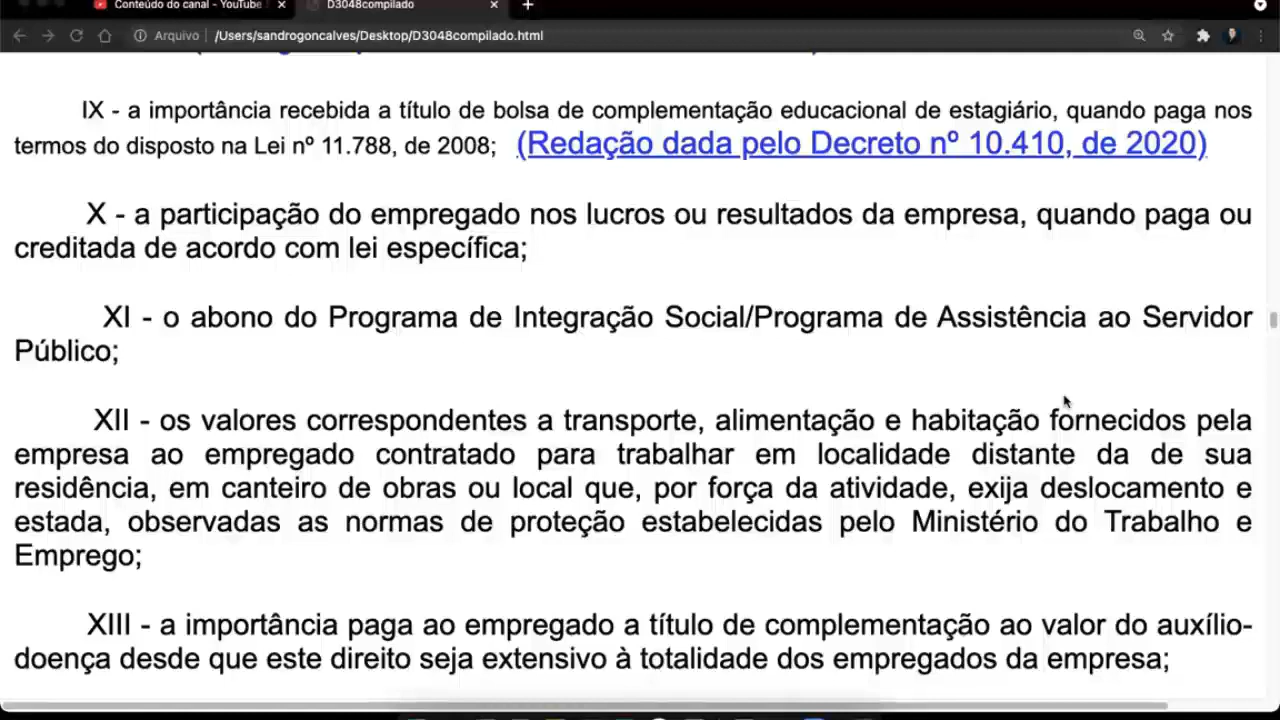 Conteúdo do canal - YouTube
D3048compilado
Arquivo /Users/sandrogoncalves/Desktop/D3048compilado.html
IX - a importância recebida a título de bolsa de complementação educacional de estagiário, quando paga nos
termos do disposto na Lei nº 11.788, de 2008; (Redação dada pelo Decreto nº 10.410, de 2020)
X - a participação do empregado nos lucros ou resultados da empresa, quando paga ou
creditada de acordo com lei específica;
XI - o abono do Programa de Integração Social/Programa de Assistência ao Servidor
Público;
XII - os valores correspondentes a transporte, alimentação e habitação fornecidos pela
empresa ao empregado contratado para trabalhar em localidade distante da de sua
residência, em canteiro de obras ou local que, por força da atividade, exija deslocamento e
estada, observadas as normas de proteção estabelecidas pelo Ministério do Trabalho e
Emprego;
XIII - a importância paga ao empregado a título de complementação ao valor do auxílio-
doença desde que este direito seja extensivo à totalidade dos empregados da empresa;